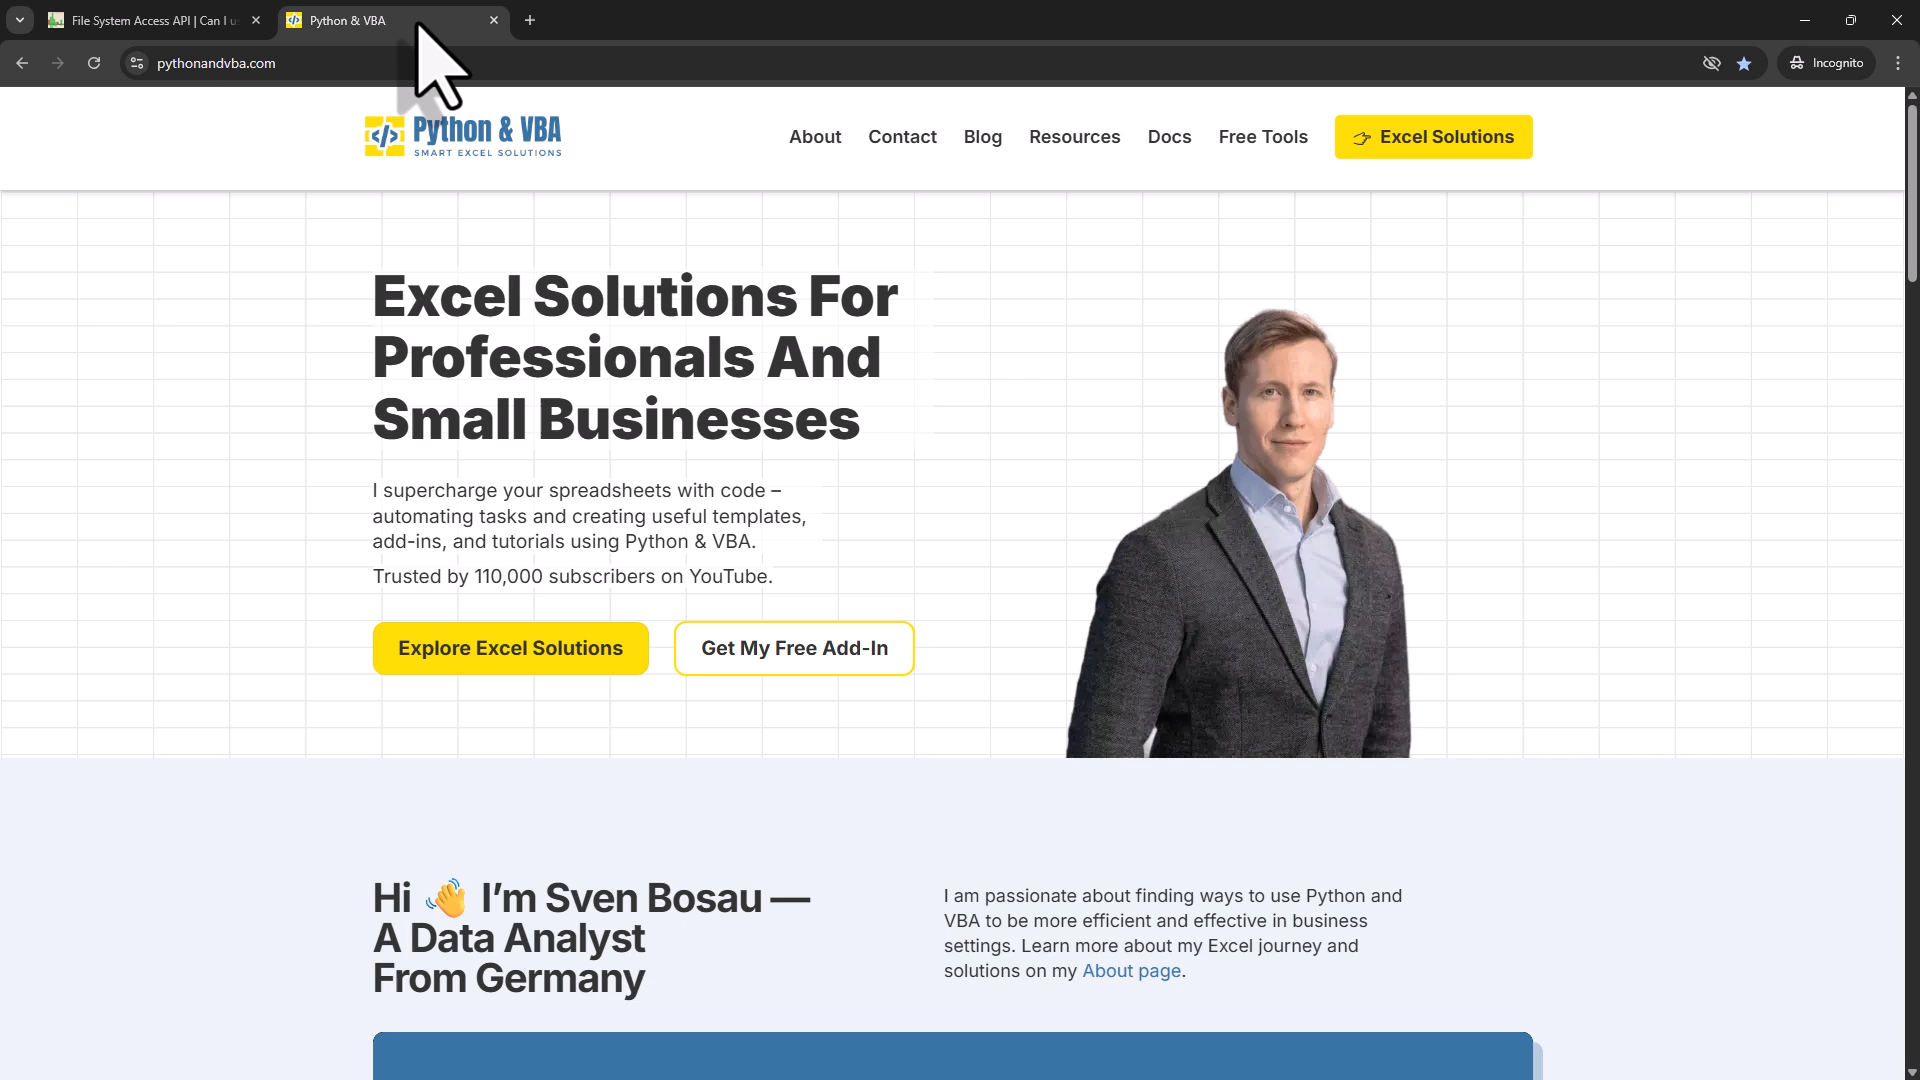 File System Access API | Can I u
Python & VBA
pythonandvba.com
Incognito
Python & VBA
SMART EXCEL SOLUTIONS
About
Contact
Blog
Resources
Docs
Free Tools
Excel Solutions
Excel Solutions For
Professionals And
Small Businesses
I supercharge your spreadsheets with code –
automating tasks and creating useful templates,
add-ins, and tutorials using Python & VBA.
Trusted by 110,000 subscribers on YouTube.
Explore Excel Solutions
Get My Free Add-In
Hi 👋 I’m Sven Bosau —
A Data Analyst
From Germany
I am passionate about finding ways to use Python and
VBA to be more efficient and effective in business
settings. Learn more about my Excel journey and
solutions on my About page.